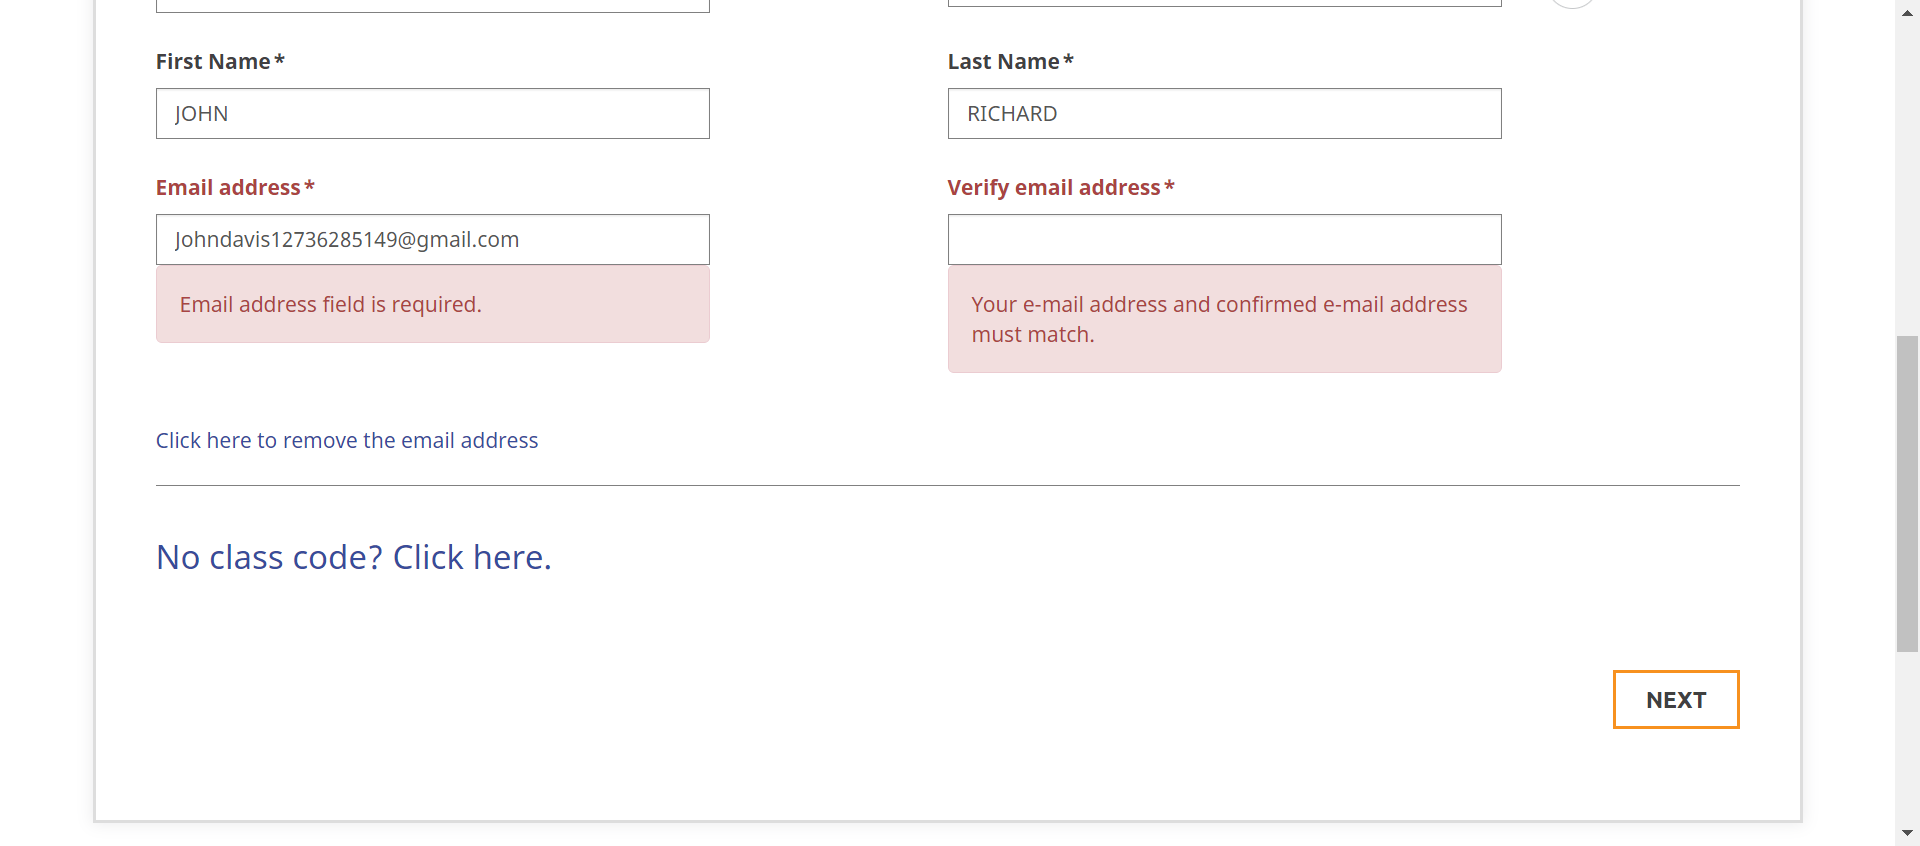 First Name*
Last Name*
JOHN
RICHARD
Email address*
Verify email address*
Johndavis12736285149@gmail.com
Email address field is required.
Your e-mail address and confirmed e-mail address
must match.
Click here to remove the email address
No class code? Click here.
NEXT